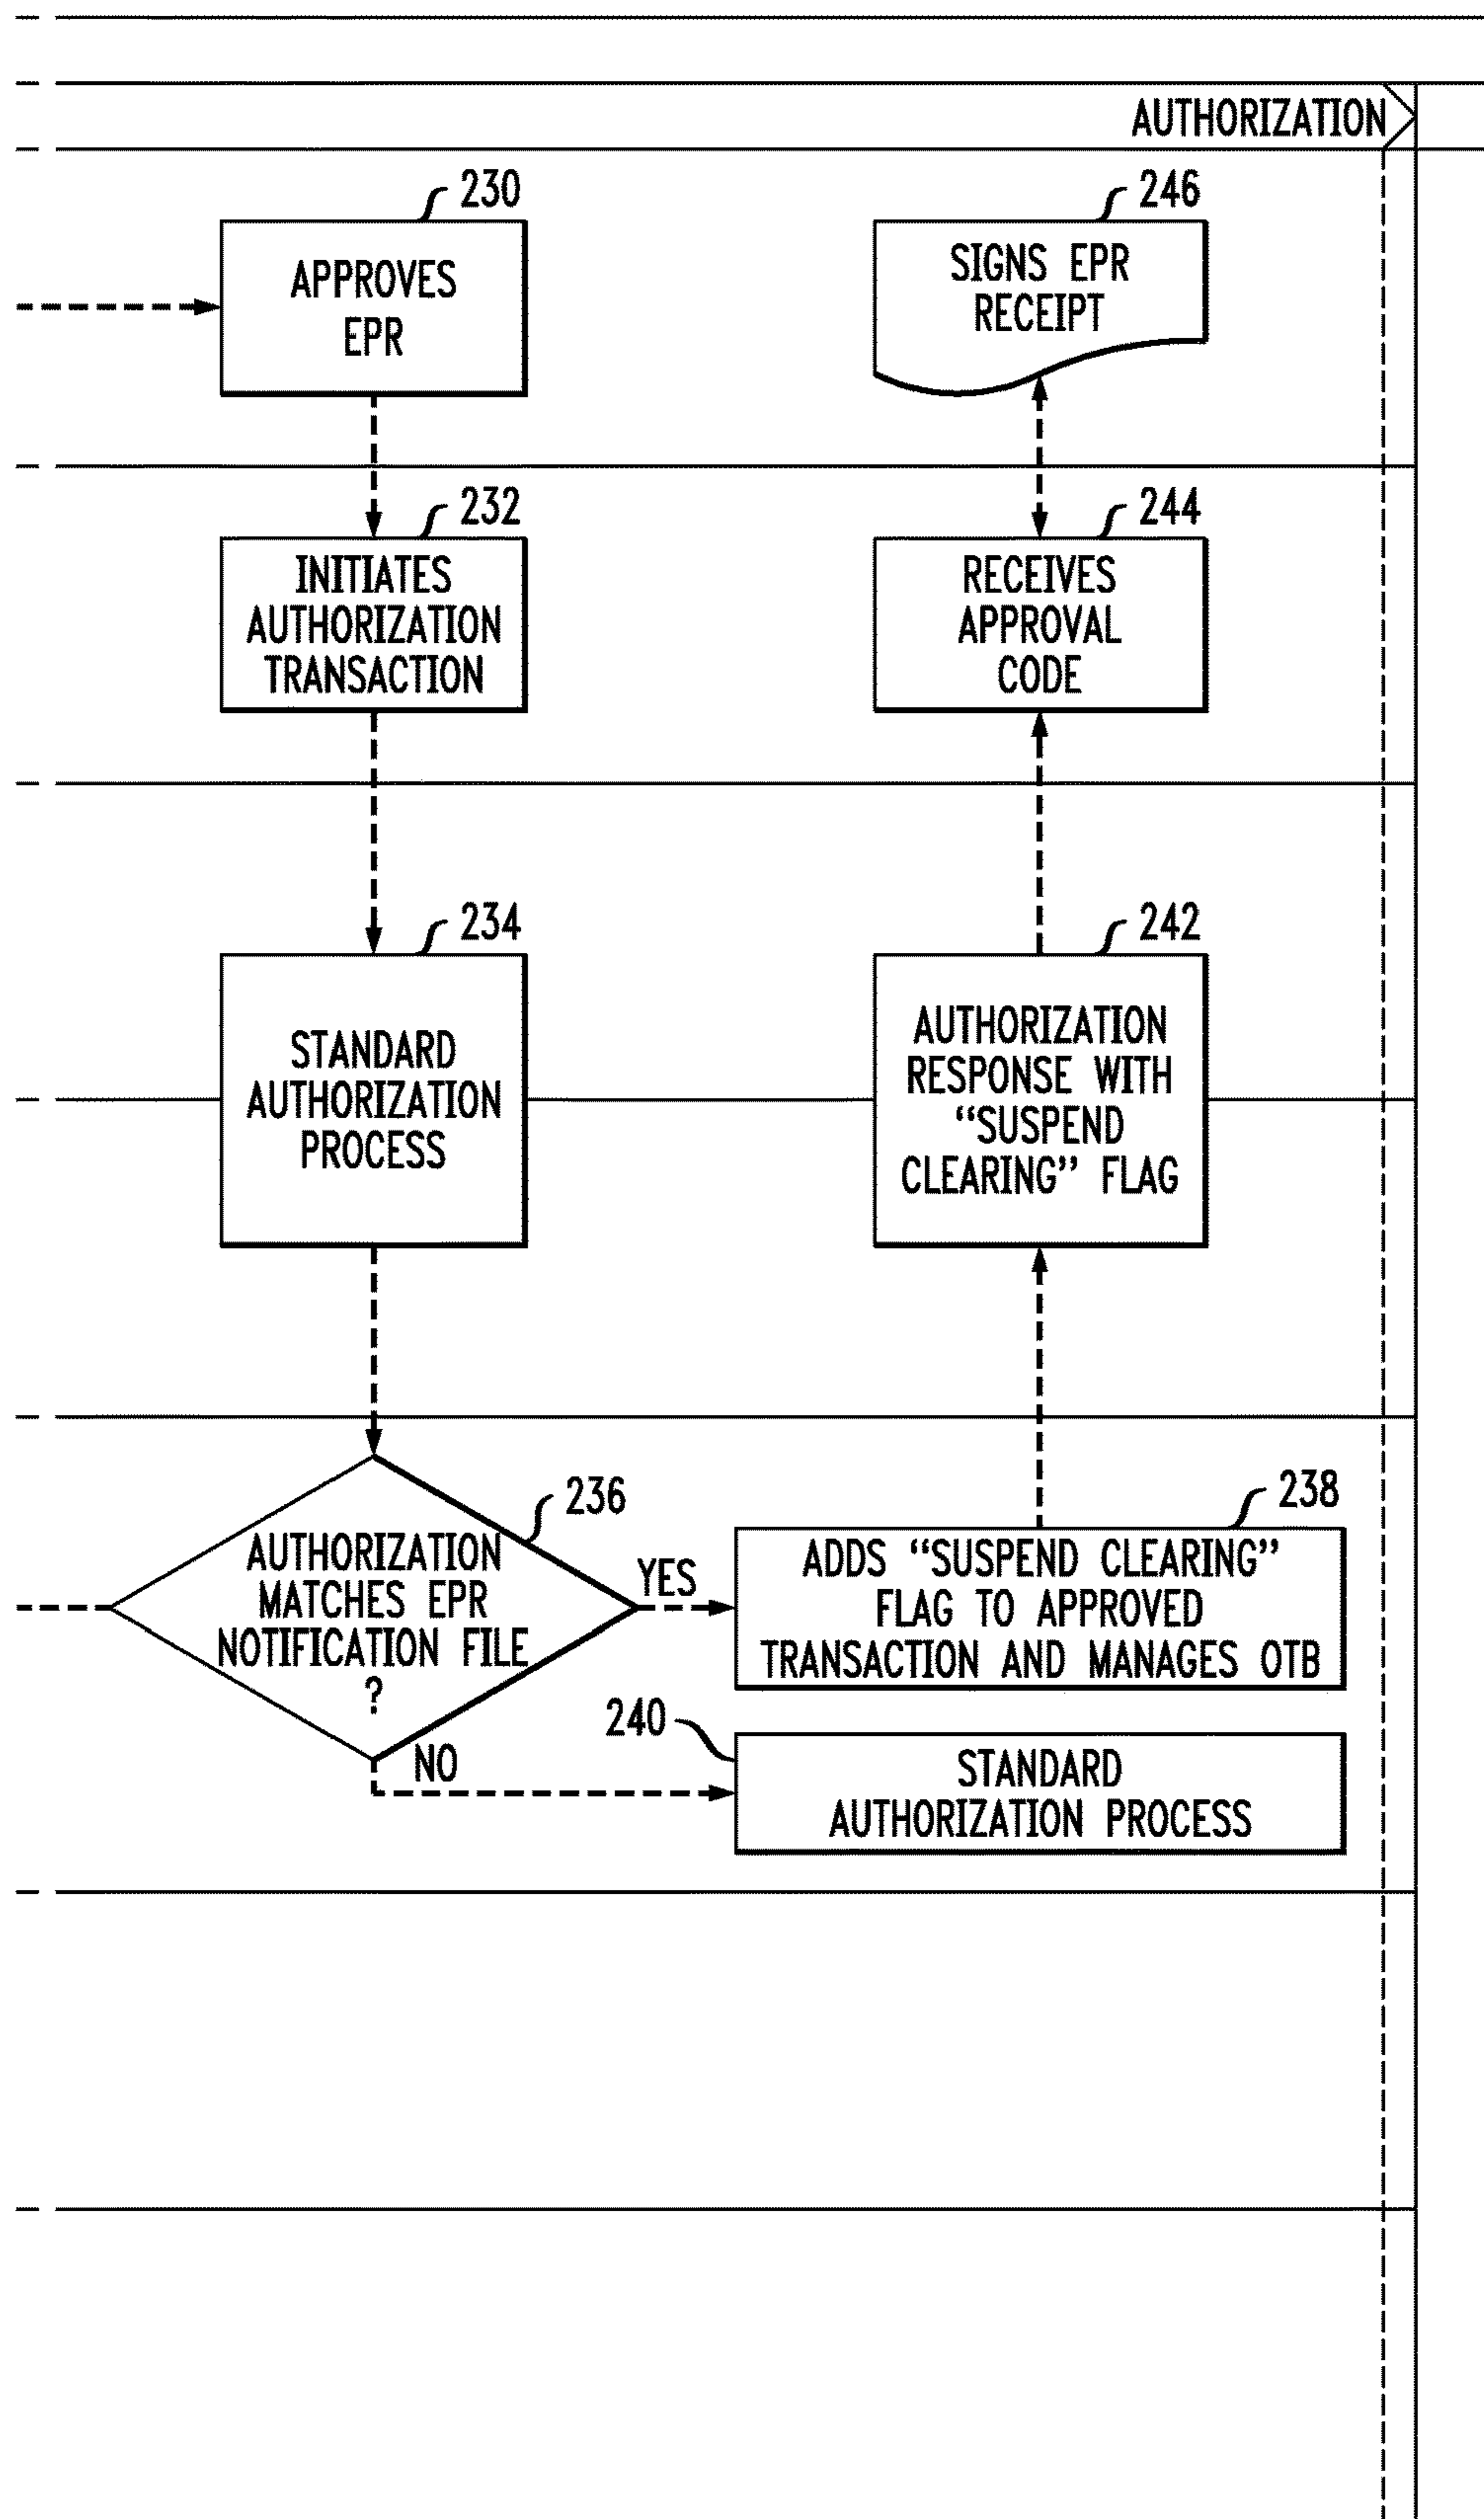 AUTHORIZATION
230
APPROVES
EPR
246
SIGNS EPR
RECEIPT
232
INITIATES
AUTHORIZATION
TRANSACTION
244
RECEIVES
APPROVAL
CODE
234
STANDARD
AUTHORIZATION
PROCESS
242
AUTHORIZATION
RESPONSE WITH
“SUSPEND
CLEARING” FLAG
236
AUTHORIZATION
MATCHES EPR
NOTIFICATION FILE
?
YES
NO
238
ADDS “SUSPEND CLEARING”
FLAG TO APPROVED
TRANSACTION AND MANAGES OTB
240
STANDARD
AUTHORIZATION PROCESS